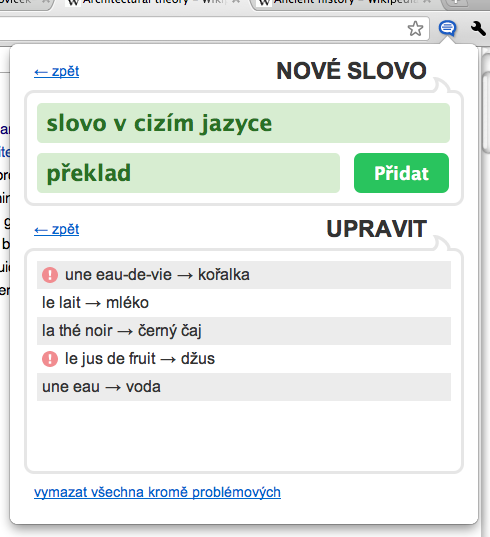 Architectural theory – Wiki
Ancient history – Wikipedia
← zpět
NOVÉ SLOVO
slovo v cizím jazyce
překlad
Přidat
← zpět
UPRAVIT
! une eau-de-vie → kořalka
le lait → mléko
la thé noir → černý čaj
! le jus de fruit → džus
une eau → voda
vymazat všechna kromě problémových